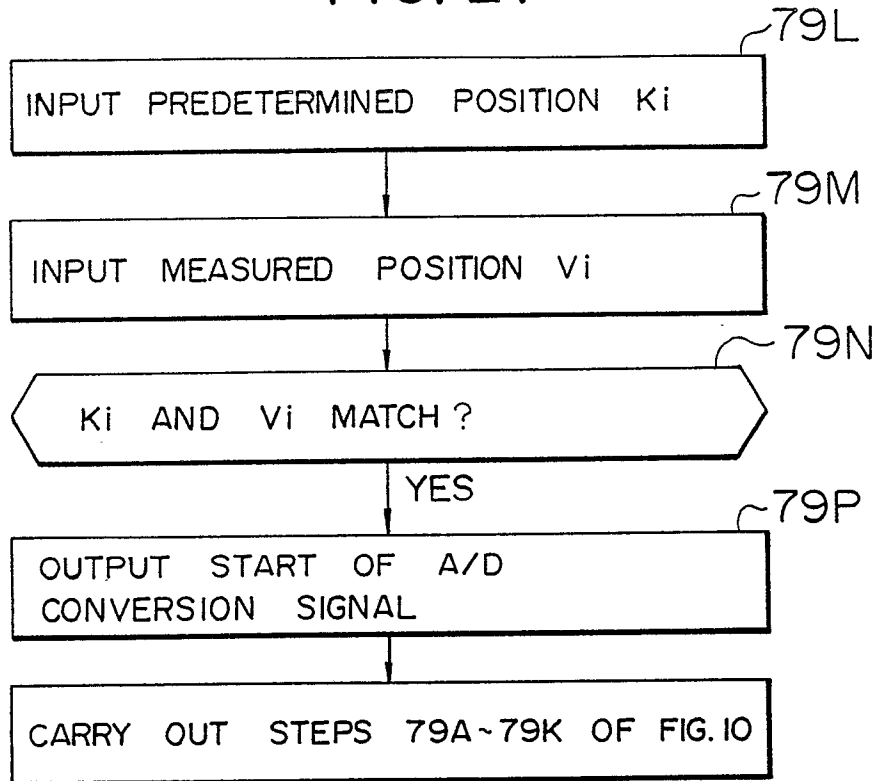 79L
INPUT PREDETERMINED POSITION Ki
79M
INPUT MEASURED POSITION Vi
79N
Ki AND Vi MATCH?
YES
79P
OUTPUT START OF A/D
CONVERSION SIGNAL
CARRY OUT STEPS 79A~79K OF FIG.10